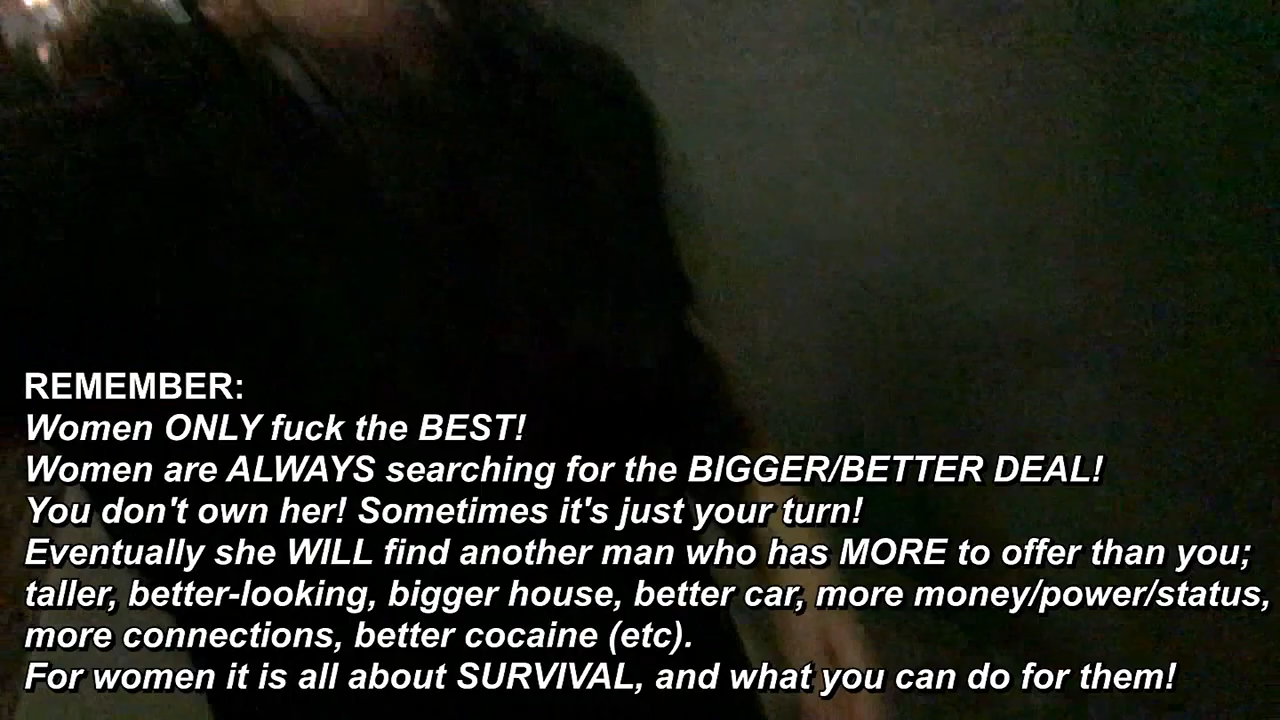 REMEMBER:
Women ONLY fuck the BEST!
Women are ALWAYS searching for the BIGGER/BETTER DEAL!
You don't own her! Sometimes it's just your turn!
Eventually she WILL find another man who has MORE to offer than you;
taller, better-looking, bigger house, better car, more money/power/status,
more connections, better cocaine (etc).
For women it is all about SURVIVAL, and what you can do for them!